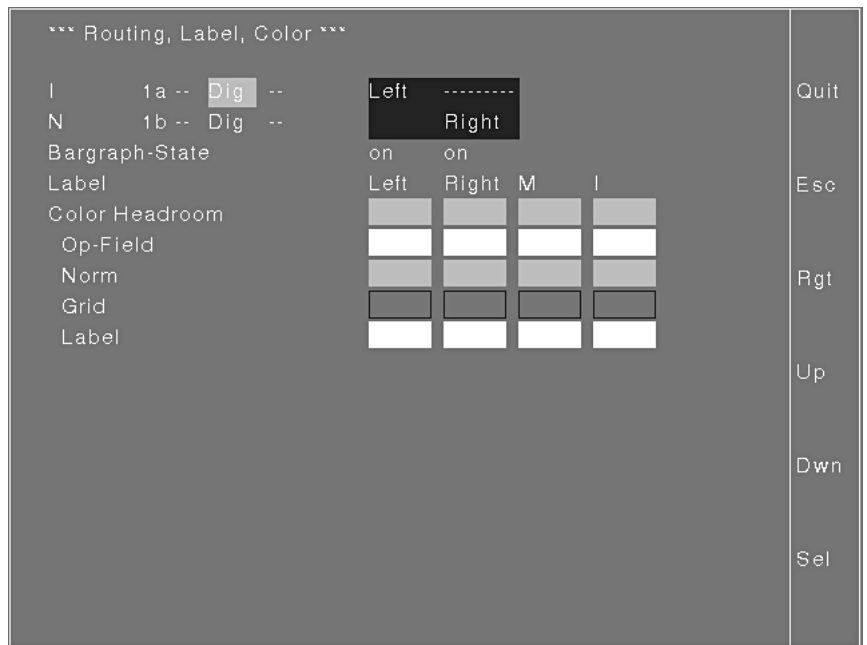 *** Routing, Label, Color ***
I 1a -- Dig -- Left ---------
Quit
N 1b -- Dig -- Right
Bargraph-State on on
Label Left Right M I
Esc
Color Headroom
Op-Field
Norm
Rgt
Grid
Label
Up
Dwn
Sel